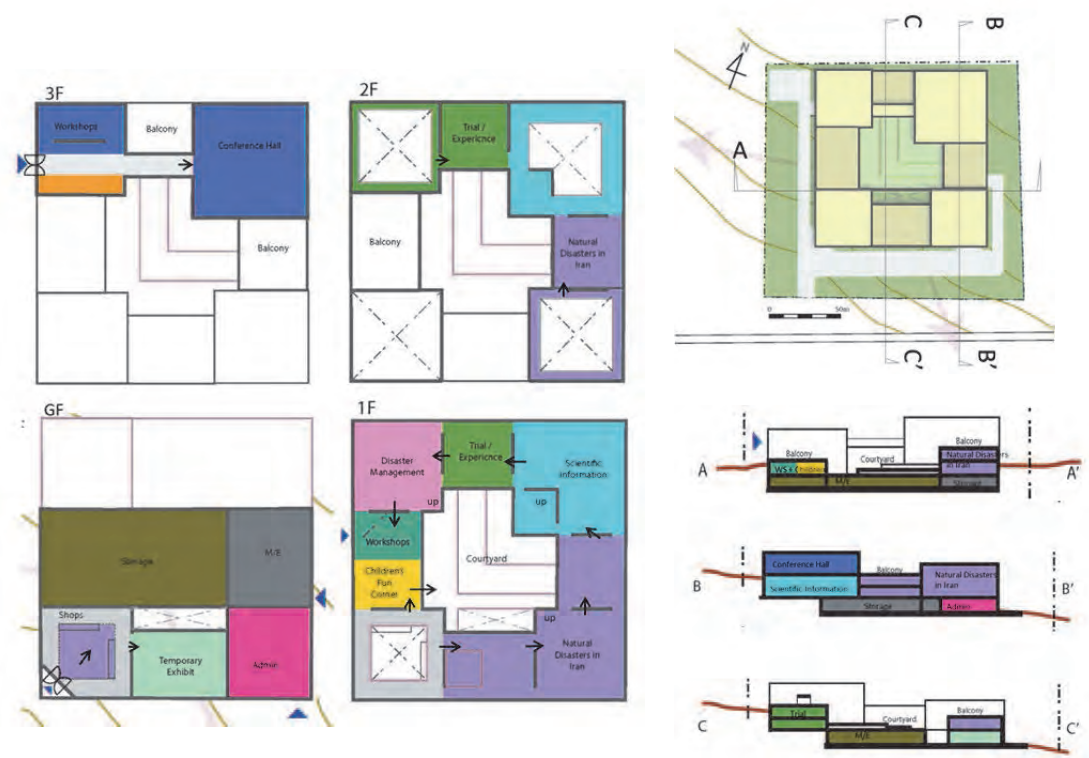 3F
Workshops
Balcony
Conference Hall
Balcony
2F
Trial /
Experience
Balcony
Natural
Disasters in
Iran
GF
Storage
M/E
Shops
Temporary
Exhibit
Admin
1F
Disaster
Management
Trial /
Experience
Scientific
information
up
up
Workshops
Courtyard
Children's
Fun
Corner
up
Natural
Disasters in
Iran
C
B
N
A
0
50m
C'
B'
Balcony
Balcony
Courtyard
Natural Disasters
in Iran
WS + Children
M/E
Storage
A
A'
Conference Hall
Balcony
Natural Disasters
in Iran
Scientific Information
Storage
Admin
B
B'
Trial
Balcony
Courtyard
M/E
C
C'